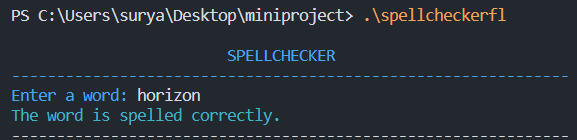 PS C:\Users\surya\Desktop\miniproject> .\spellcheckerfl
SPELLCHECKER
-------------------------------------------------------------
Enter a word: horizon
The word is spelled correctly.
-------------------------------------------------------------